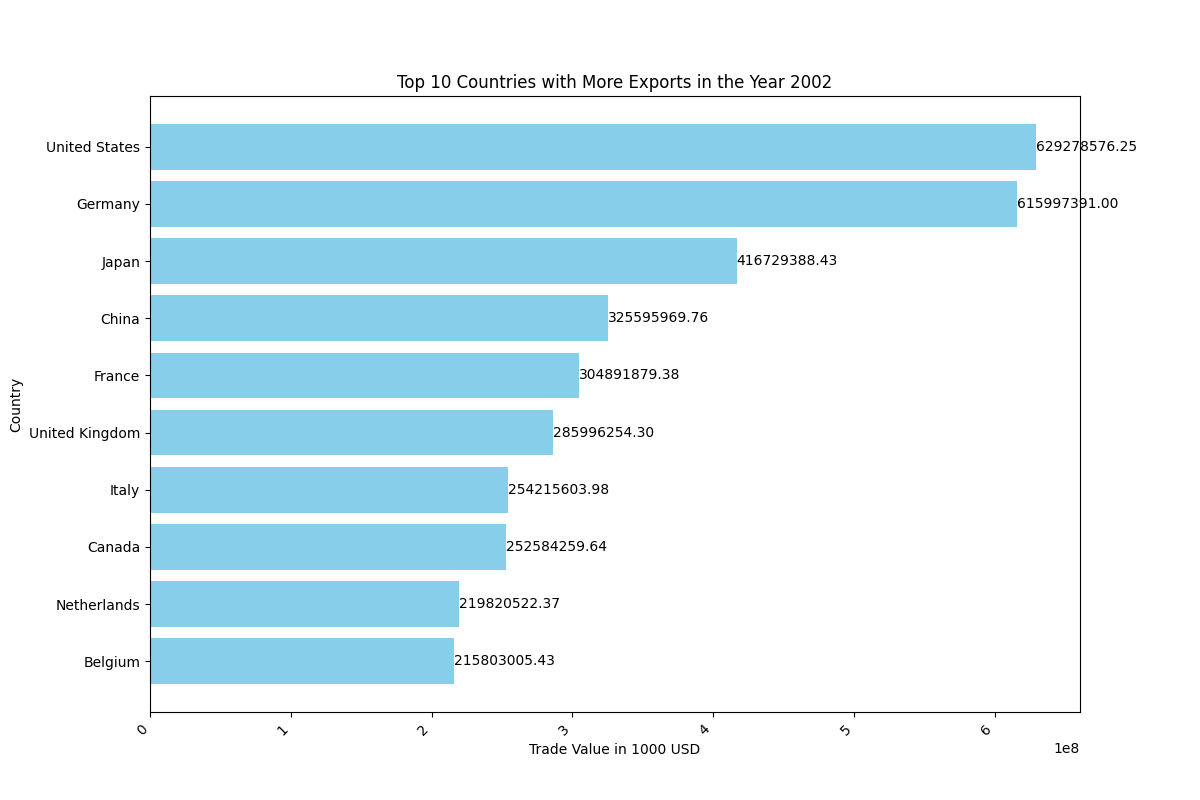 Top 10 Countries with More Exports in the Year 2002
Country
United States 629278576.25
Germany 615997391.00
Japan 416729388.43
China 325595969.76
France 304891879.38
United Kingdom 285996254.30
Italy 254215603.98
Canada 252584259.64
Netherlands 219820522.37
Belgium 215803005.43
0 1 2 3 4 5 6
1e8
Trade Value in 1000 USD